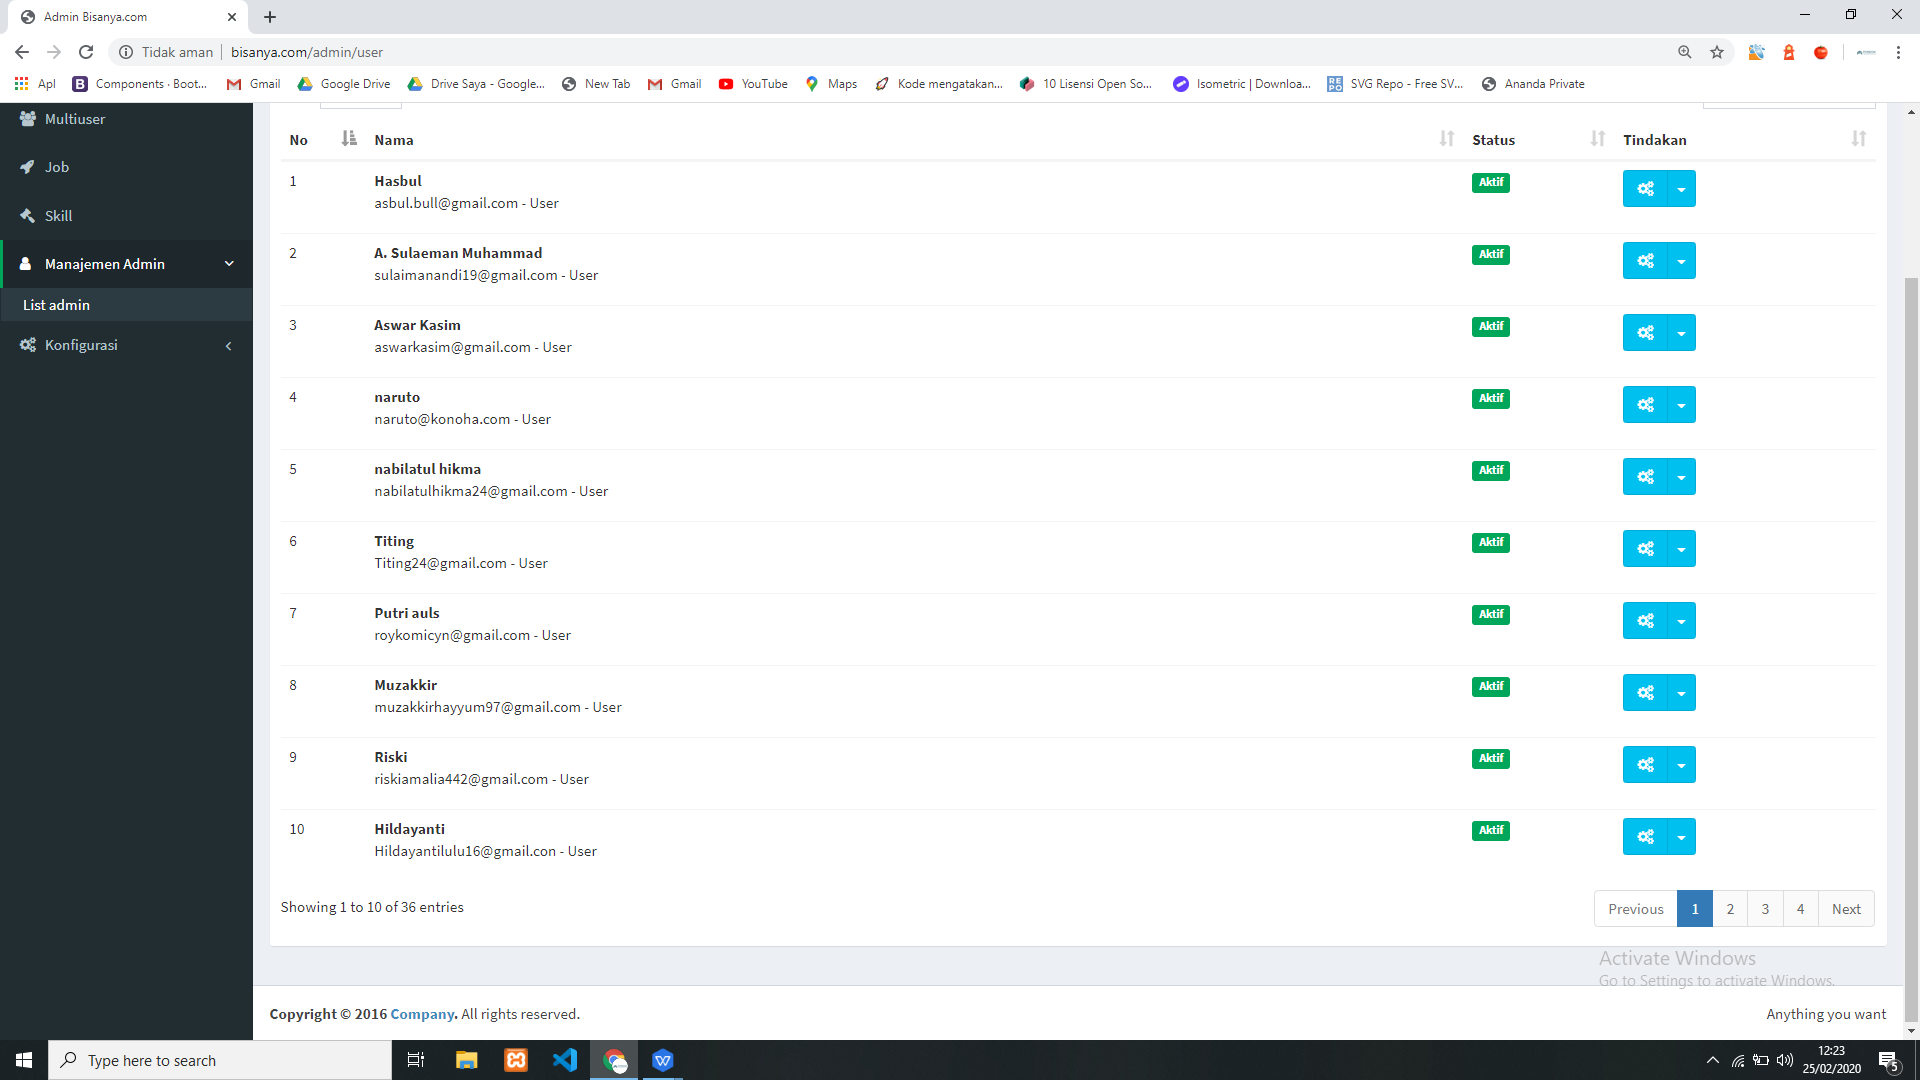 Admin Bisanya.com
Tidak aman bisanya.com/admin/user
Apl Components · Boot... Gmail Google Drive Drive Saya - Google... New Tab Gmail YouTube Maps Kode mengatakan... 10 Lisensi Open So... Isometric | Downloa... SVG Repo - Free SV... Ananda Private
Multiuser
Job
Skill
Manajemen Admin
List admin
Konfigurasi
No Nama Status Tindakan
1 Hasbul Aktif
asbul.bull@gmail.com - User
2 A. Sulaeman Muhammad Aktif
sulaimanandi19@gmail.com - User
3 Aswar Kasim Aktif
aswarkasim@gmail.com - User
4 naruto Aktif
naruto@konoha.com - User
5 nabilatul hikma Aktif
nabilatulhikma24@gmail.com - User
6 Titing Aktif
Titing24@gmail.com - User
7 Putri auls Aktif
roykomicyn@gmail.com - User
8 Muzakkir Aktif
muzakkirhayyum97@gmail.com - User
9 Riski Aktif
riskiamalia442@gmail.com - User
10 Hildayanti Aktif
Hildayantilulu16@gmail.con - User
Showing 1 to 10 of 36 entries Previous 1 2 3 4 Next
Activate Windows
Go to Settings to activate Windows.
Copyright © 2016 Company. All rights reserved. Anything you want
Type here to search
12:23
25/02/2020
5